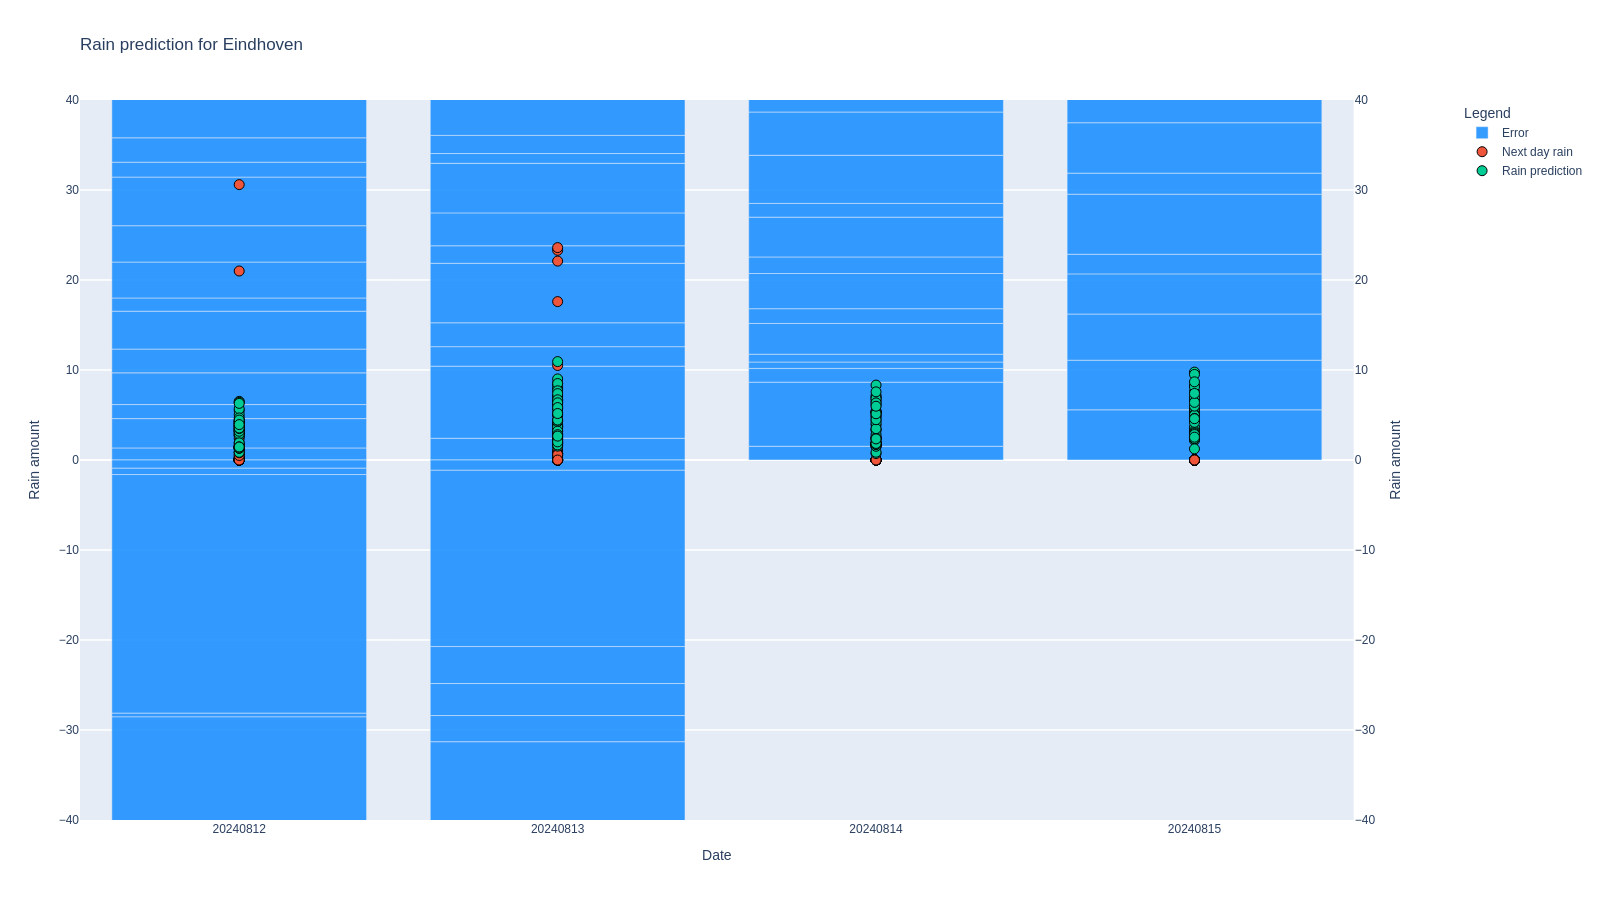 Rain prediction for Eindhoven
Legend
Error
Next day rain
Rain prediction
Rain amount
40
30
20
10
0
−10
−20
−30
−40
40
30
20
10
0
−10
−20
−30
−40
Rain amount
20240812
20240813
20240814
20240815
Date